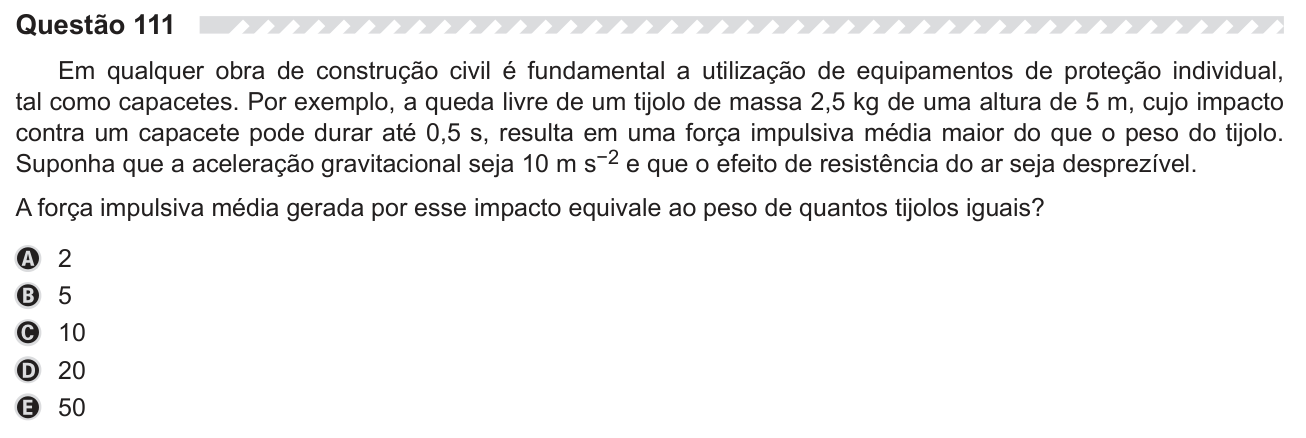 Questão 111
Em qualquer obra de construção civil é fundamental a utilização de equipamentos de proteção individual,
tal como capacetes. Por exemplo, a queda livre de um tijolo de massa 2,5 kg de uma altura de 5 m, cujo impacto
contra um capacete pode durar até 0,5 s, resulta em uma força impulsiva média maior do que o peso do tijolo.
Suponha que a aceleração gravitacional seja 10 m s⁻² e que o efeito de resistência do ar seja desprezível.
A força impulsiva média gerada por esse impacto equivale ao peso de quantos tijolos iguais?
A 2
B 5
C 10
D 20
E 50